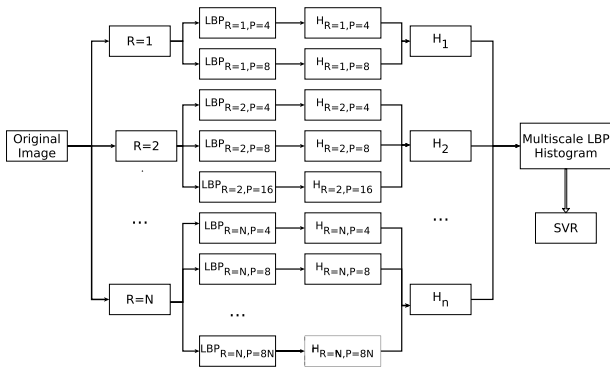 R=1
LBP_{R=1,P=4}
H_{R=1,P=4}
LBP_{R=1,P=8}
H_{R=1,P=8}
H_1
Original
Image
R=2
LBP_{R=2,P=4}
H_{R=2,P=4}
LBP_{R=2,P=8}
H_{R=2,P=8}
LBP_{R=2,P=16}
H_{R=2,P=16}
H_2
Multiscale LBP
Histogram
SVR
...
...
R=N
LBP_{R=N,P=4}
H_{R=N,P=4}
LBP_{R=N,P=8}
H_{R=N,P=8}
...
LBP_{R=N,P=8N}
H_{R=N,P=8N}
H_n